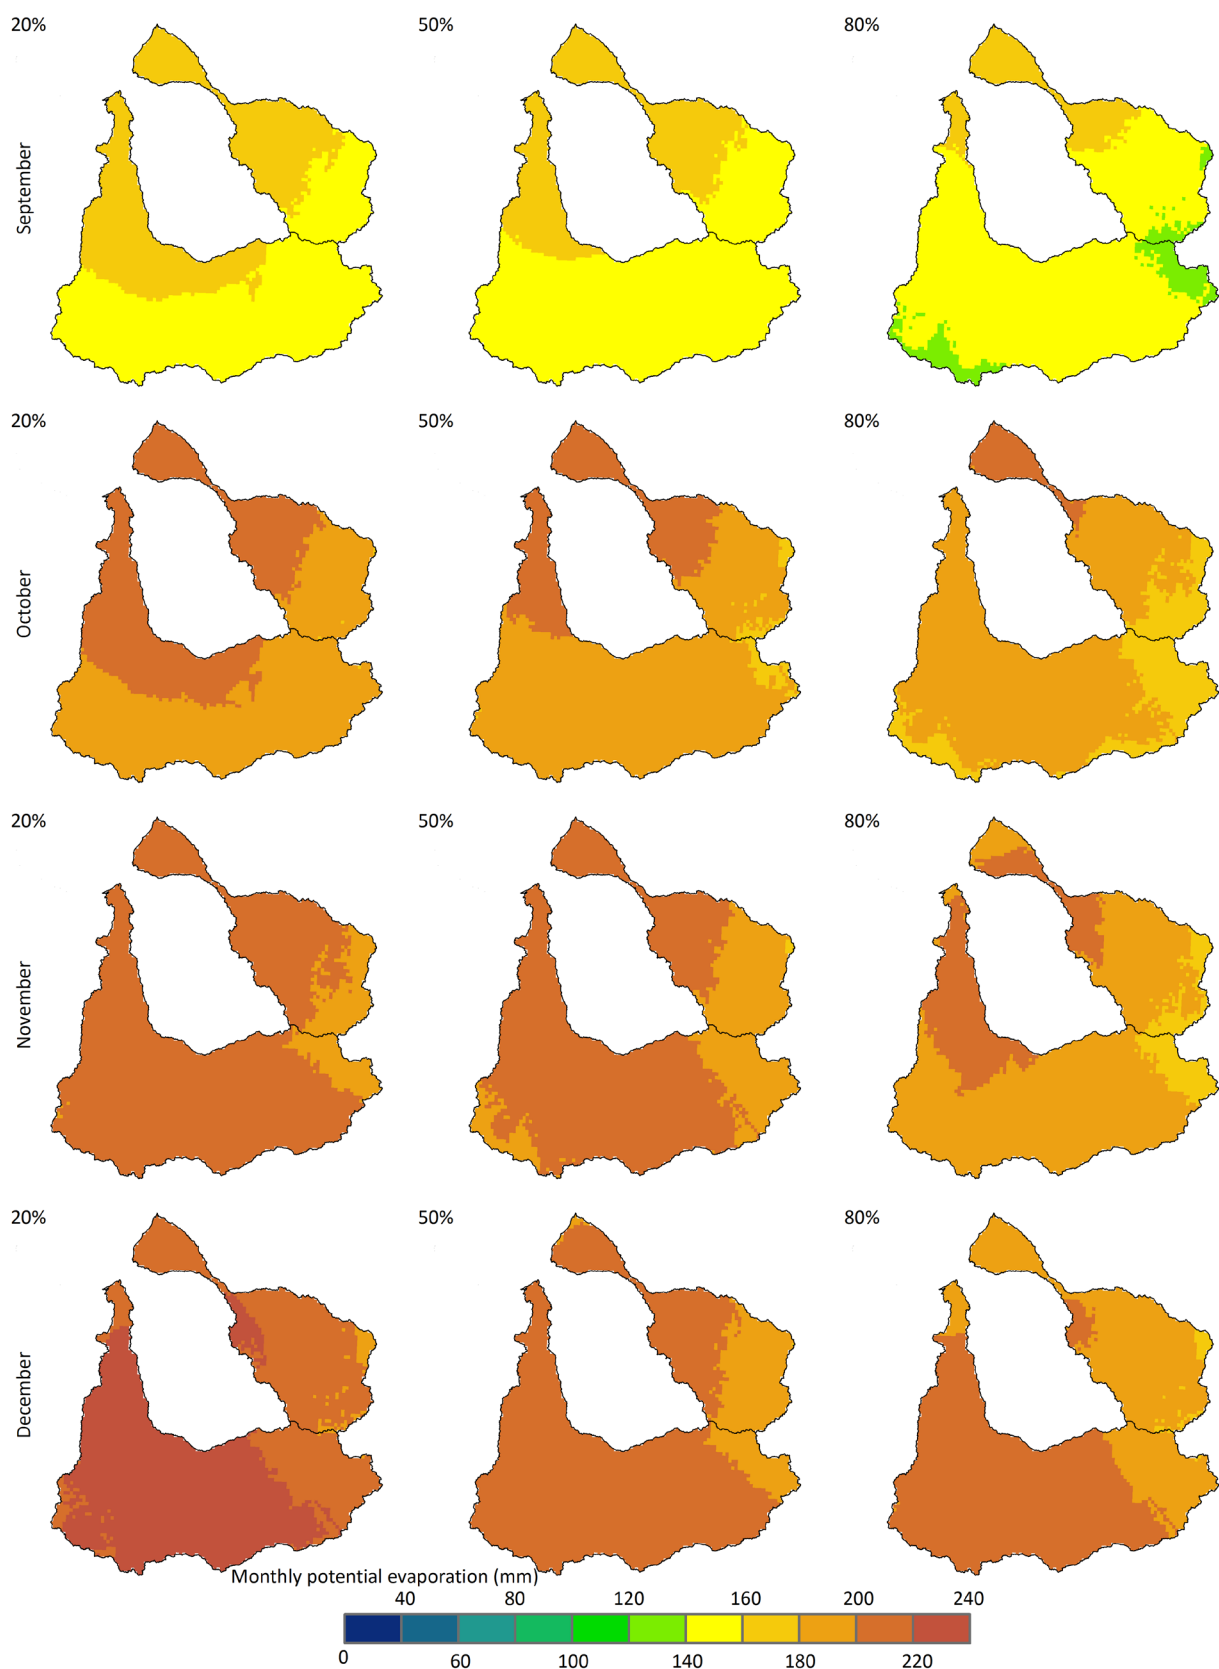 20% 50% 80%
September
20% 50% 80%
October
20% 50% 80%
November
20% 50% 80%
December
Monthly potential evaporation (mm)
40 80 120 160 200 240
0 60 100 140 180 220